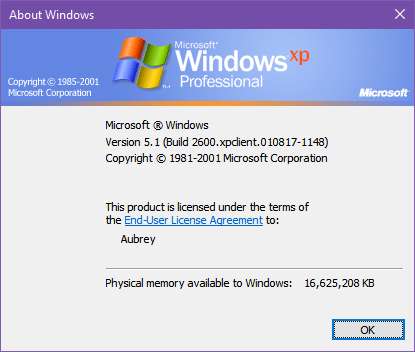 About Windows
Microsoft®
Windows xp
Professional
Copyright © 1985-2001
Microsoft Corporation
Microsoft
Microsoft ® Windows
Version 5.1 (Build 2600.xpclient.010817-1148)
Copyright © 1981-2001 Microsoft Corporation
This product is licensed under the terms of
the End-User License Agreement to:
Aubrey
Physical memory available to Windows: 16,625,208 KB
OK